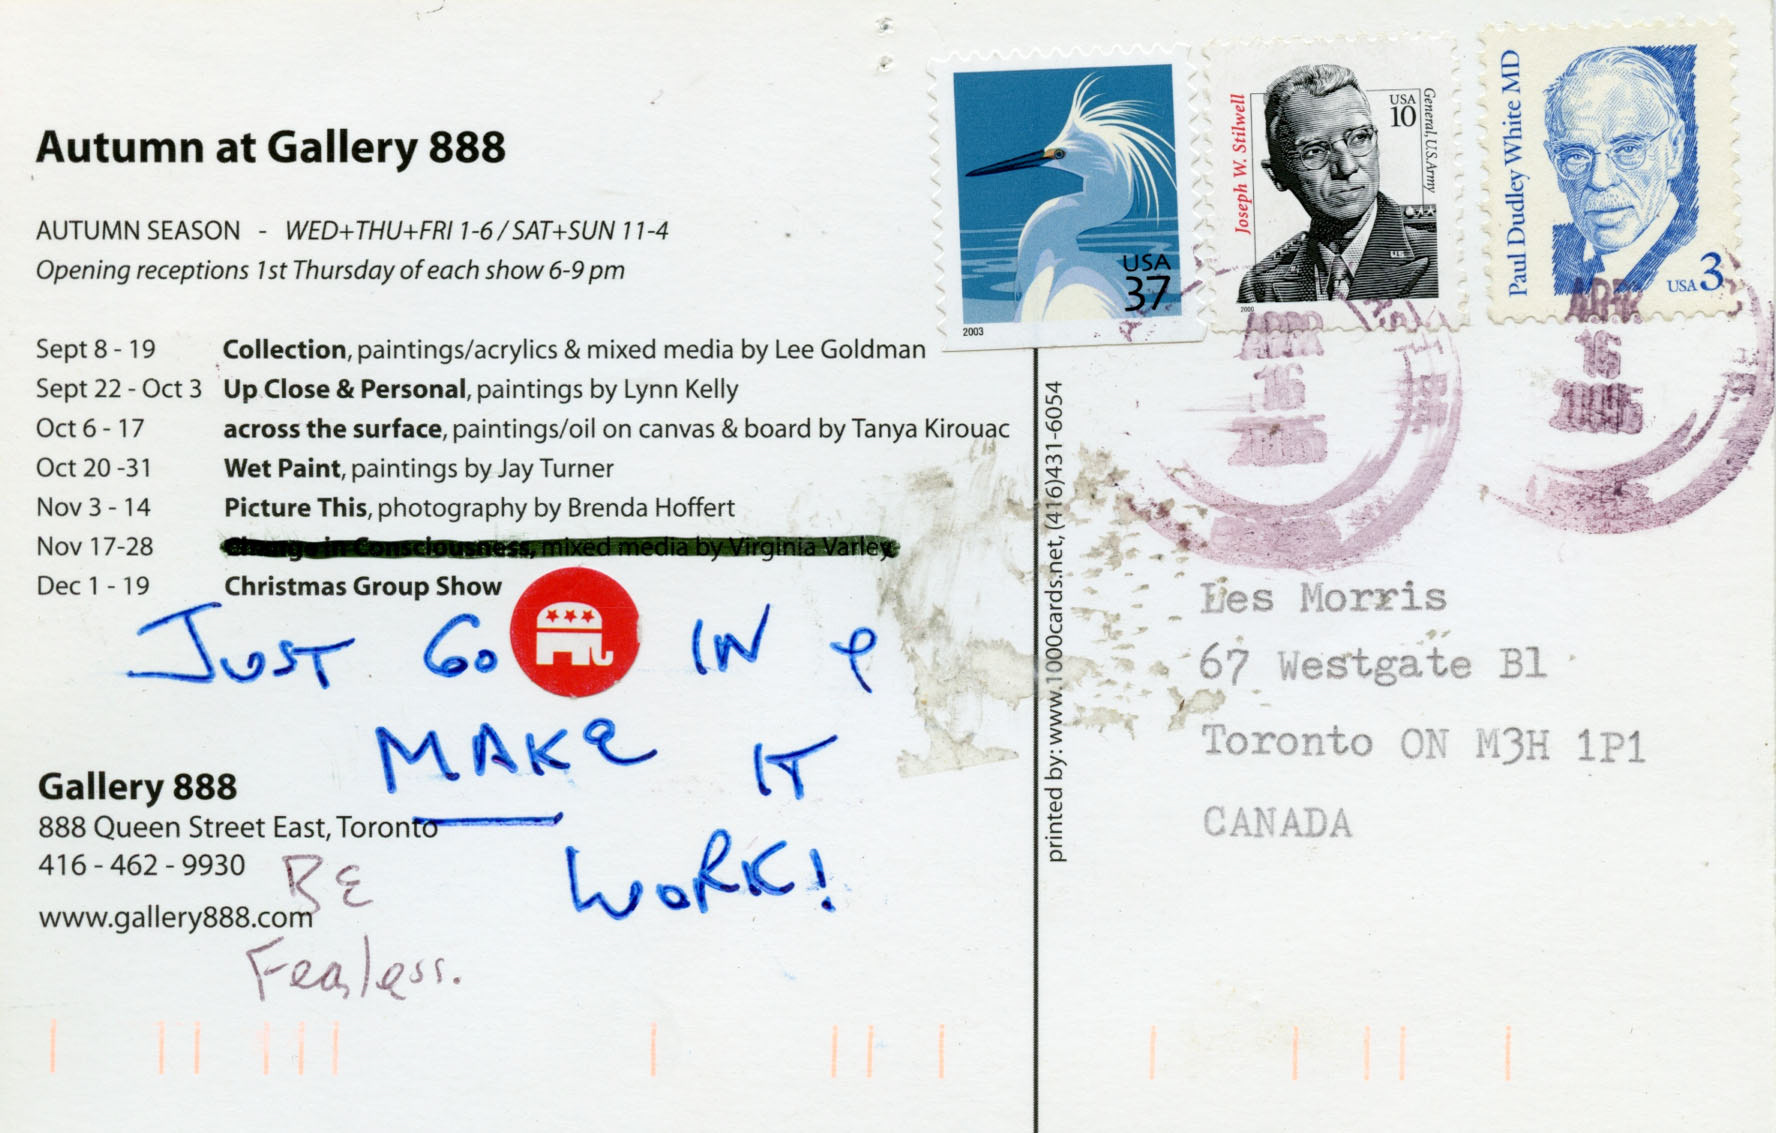 Autumn at Gallery 888
AUTUMN SEASON - WED+THU+FRI 1-6 / SAT+SUN 11-4
Opening receptions 1st Thursday of each show 6-9 pm
Sept 8 - 19 Collection, paintings/acrylics & mixed media by Lee Goldman
Sept 22 - Oct 3 Up Close & Personal, paintings by Lynn Kelly
Oct 6 - 17 across the surface, paintings/oil on canvas & board by Tanya Kirouac
Oct 20 -31 Wet Paint, paintings by Jay Turner
Nov 3 - 14 Picture This, photography by Brenda Hoffert
Nov 17-28 Change in Consciousness, mixed media by Virginia Varley
Dec 1 - 19 Christmas Group Show
JUST GO IN &
MAKE IT
WORK!
Gallery 888
888 Queen Street East, Toronto
416 - 462 - 9930
www.gallery888.com
BE
Fearless.
printed by: www.1000cards.net, (416)431-6054
USA
37
2003
Joseph W. Stilwell
USA
10
General, U.S. Army
2000
Paul Dudley White MD
USA 3
APR
16
APR
16
Les Morris
67 Westgate Bl
Toronto ON M3H 1P1
CANADA